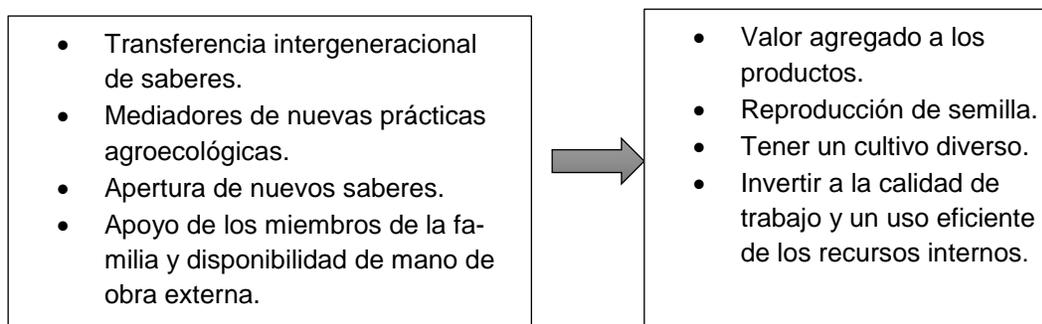 • Transferencia intergeneracional
de saberes.
• Mediadores de nuevas prácticas
agroecológicas.
• Apertura de nuevos saberes.
• Apoyo de los miembros de la fa-
milia y disponibilidad de mano de
obra externa.
• Valor agregado a los
productos.
• Reproducción de semilla.
• Tener un cultivo diverso.
• Invertir a la calidad de
trabajo y un uso eficiente
de los recursos internos.